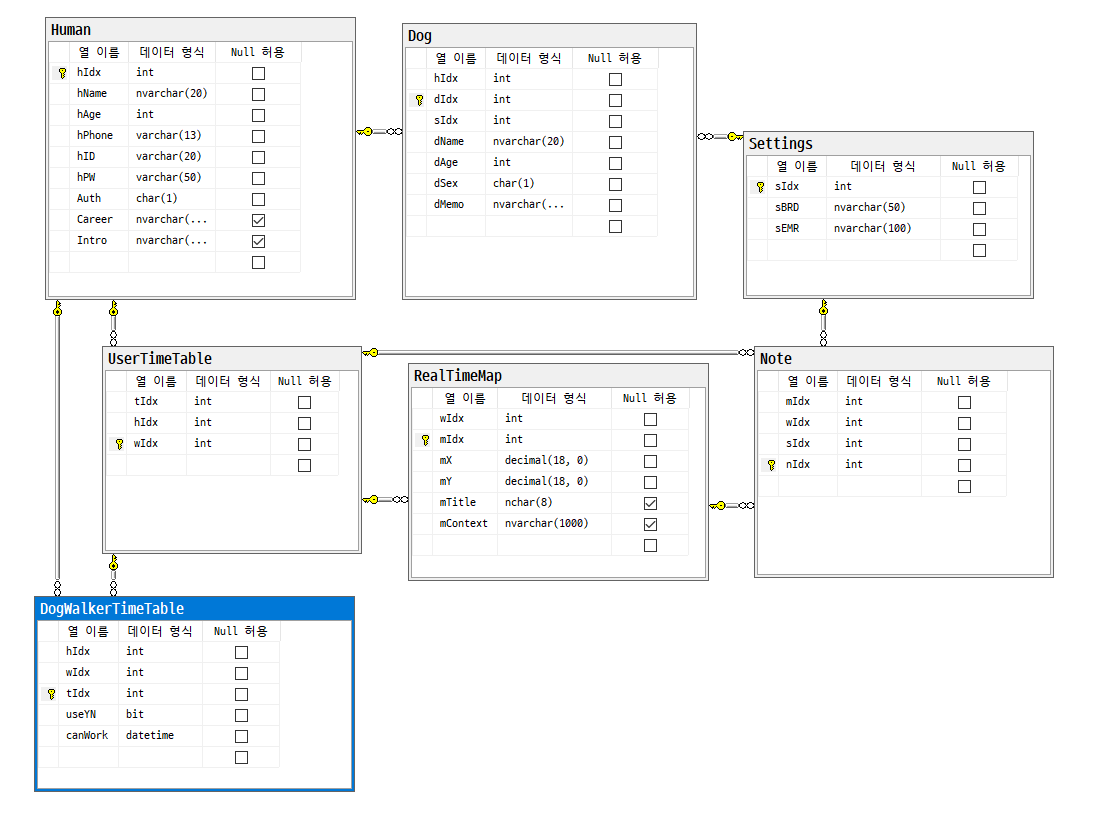 Human
열 이름 데이터 형식 Null 허용
hIdx int
hName nvarchar(20)
hAge int
hPhone varchar(13)
hID varchar(20)
hPW varchar(50)
Auth char(1)
Career nvarchar(...
Intro nvarchar(...
Dog
열 이름 데이터 형식 Null 허용
hIdx int
dIdx int
sIdx int
dName nvarchar(20)
dAge int
dSex char(1)
dMemo nvarchar(...
Settings
열 이름 데이터 형식 Null 허용
sIdx int
sBRD nvarchar(50)
sEMR nvarchar(100)
UserTimeTable
열 이름 데이터 형식 Null 허용
tIdx int
hIdx int
wIdx int
RealTimeMap
열 이름 데이터 형식 Null 허용
wIdx int
mIdx int
mX decimal(18, 0)
mY decimal(18, 0)
mTitle nchar(8)
mContext nvarchar(1000)
Note
열 이름 데이터 형식 Null 허용
mIdx int
wIdx int
sIdx int
nIdx int
DogWalkerTimeTable
열 이름 데이터 형식 Null 허용
hIdx int
wIdx int
tIdx int
useYN bit
canWork datetime